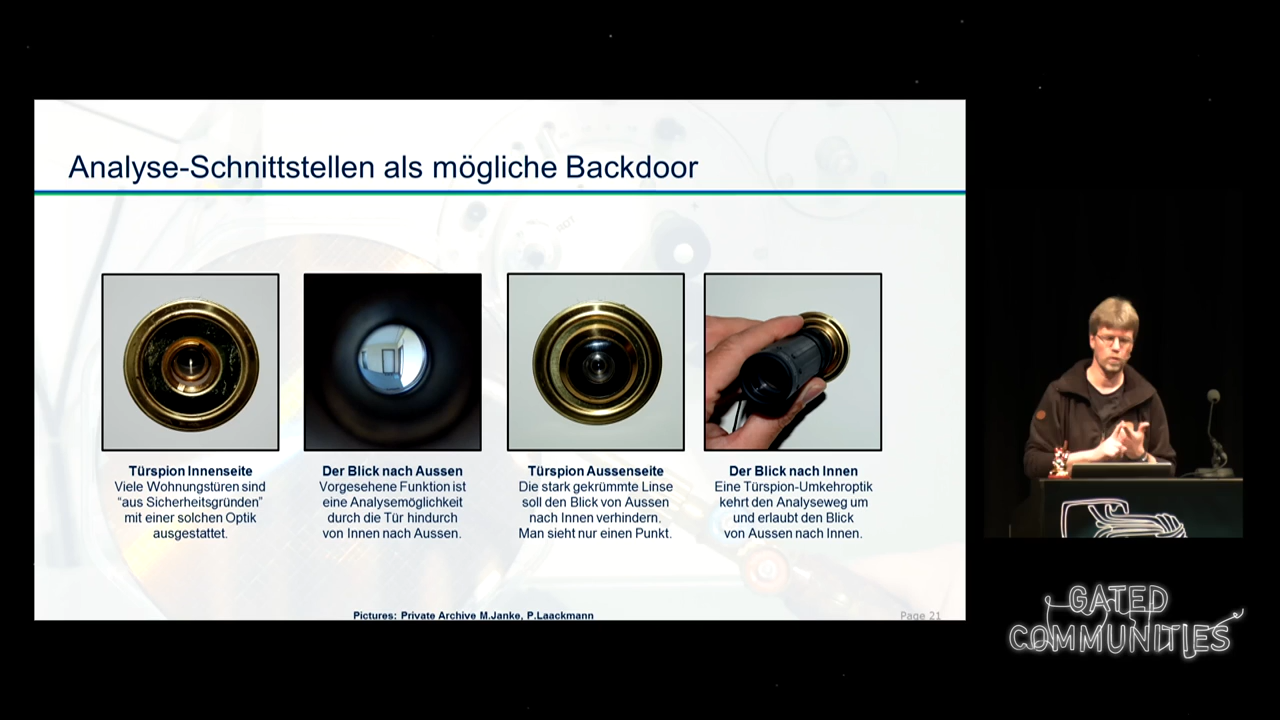 Analyse-Schnittstellen als mögliche Backdoor
Türspion Innenseite
Viele Wohnungstüren sind
“aus Sicherheitsgründen”
mit einer solchen Optik
ausgestattet.
Der Blick nach Aussen
Vorgesehene Funktion ist
eine Analysemöglichkeit
durch die Tür hindurch
von Innen nach Aussen.
Türspion Aussenseite
Die stark gekrümmte Linse
soll den Blick von Aussen
nach Innen verhindern.
Man sieht nur einen Punkt.
Der Blick nach Innen
Eine Türspion-Umkehroptik
kehrt den Analyseweg um
und erlaubt den Blick
von Aussen nach Innen.
Pictures: Private Archive M.Janke, P.Laackmann
Page 21
GATED
COMMUNITIES